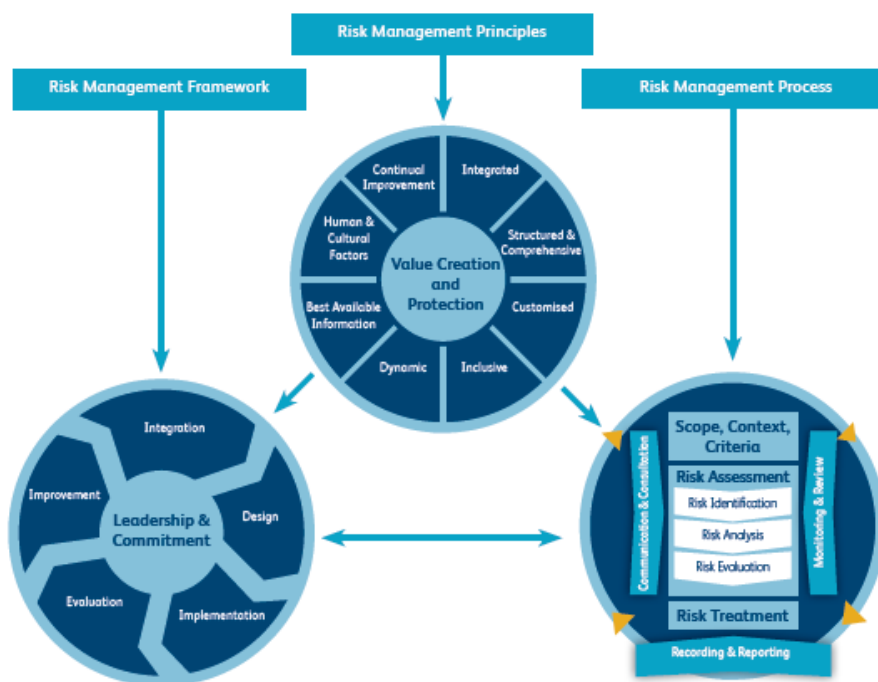 Risk Management Principles
Risk Management Framework
Risk Management Process
Continual
Improvement
Integrated
Human &
Cultural
Factors
Structured &
Comprehensive
Value Creation
and
Protection
Best Available
Information
Customised
Dynamic
Inclusive
Integration
Improvement
Design
Leadership &
Commitment
Evaluation
Implementation
Scope, Context,
Criteria
Communication & Consultation
Risk Assessment
Risk Identification
Risk Analysis
Risk Evaluation
Monitoring & Review
Risk Treatment
Recording & Reporting